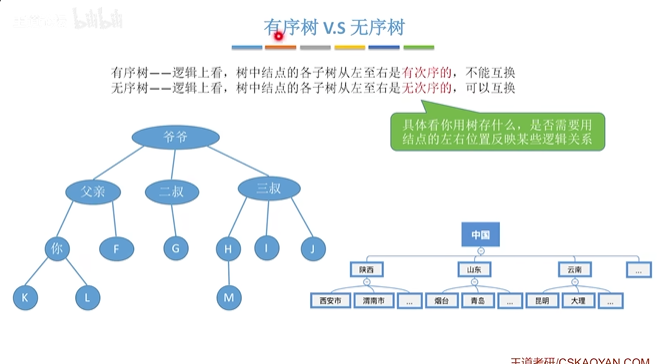 bilibili
有序树 V.S 无序树
有序树——逻辑上看，树中结点的各子树从左至右是有次序的，不能互换
无序树——逻辑上看，树中结点的各子树从左至右是无次序的，可以互换
具体看你用树存什么，是否需要用
结点的左右位置反映某些逻辑关系
爷爷
父亲 二叔 三叔
你 F G H I J
K L M
中国
陕西 山东 云南 ...
西安市 渭南市 ... 烟台 青岛 ... 昆明 大理 ...
王道考研/CSKAOYAN.COM